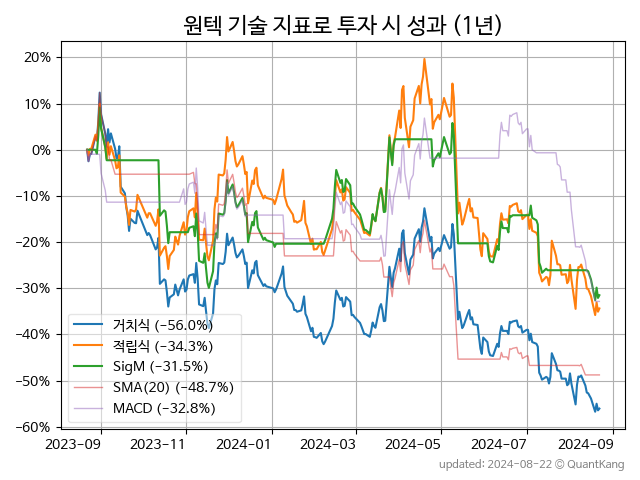 원텍 기술 지표로 투자 시 성과 (1년)
20%
10%
0%
−10%
−20%
−30%
−40%
−50%
−60%
거치식 (−56.0%)
적립식 (−34.3%)
SigM (−31.5%)
SMA(20) (−48.7%)
MACD (−32.8%)
2023-09 2023-11 2024-01 2024-03 2024-05 2024-07 2024-09
updated: 2024-08-22 © QuantKang